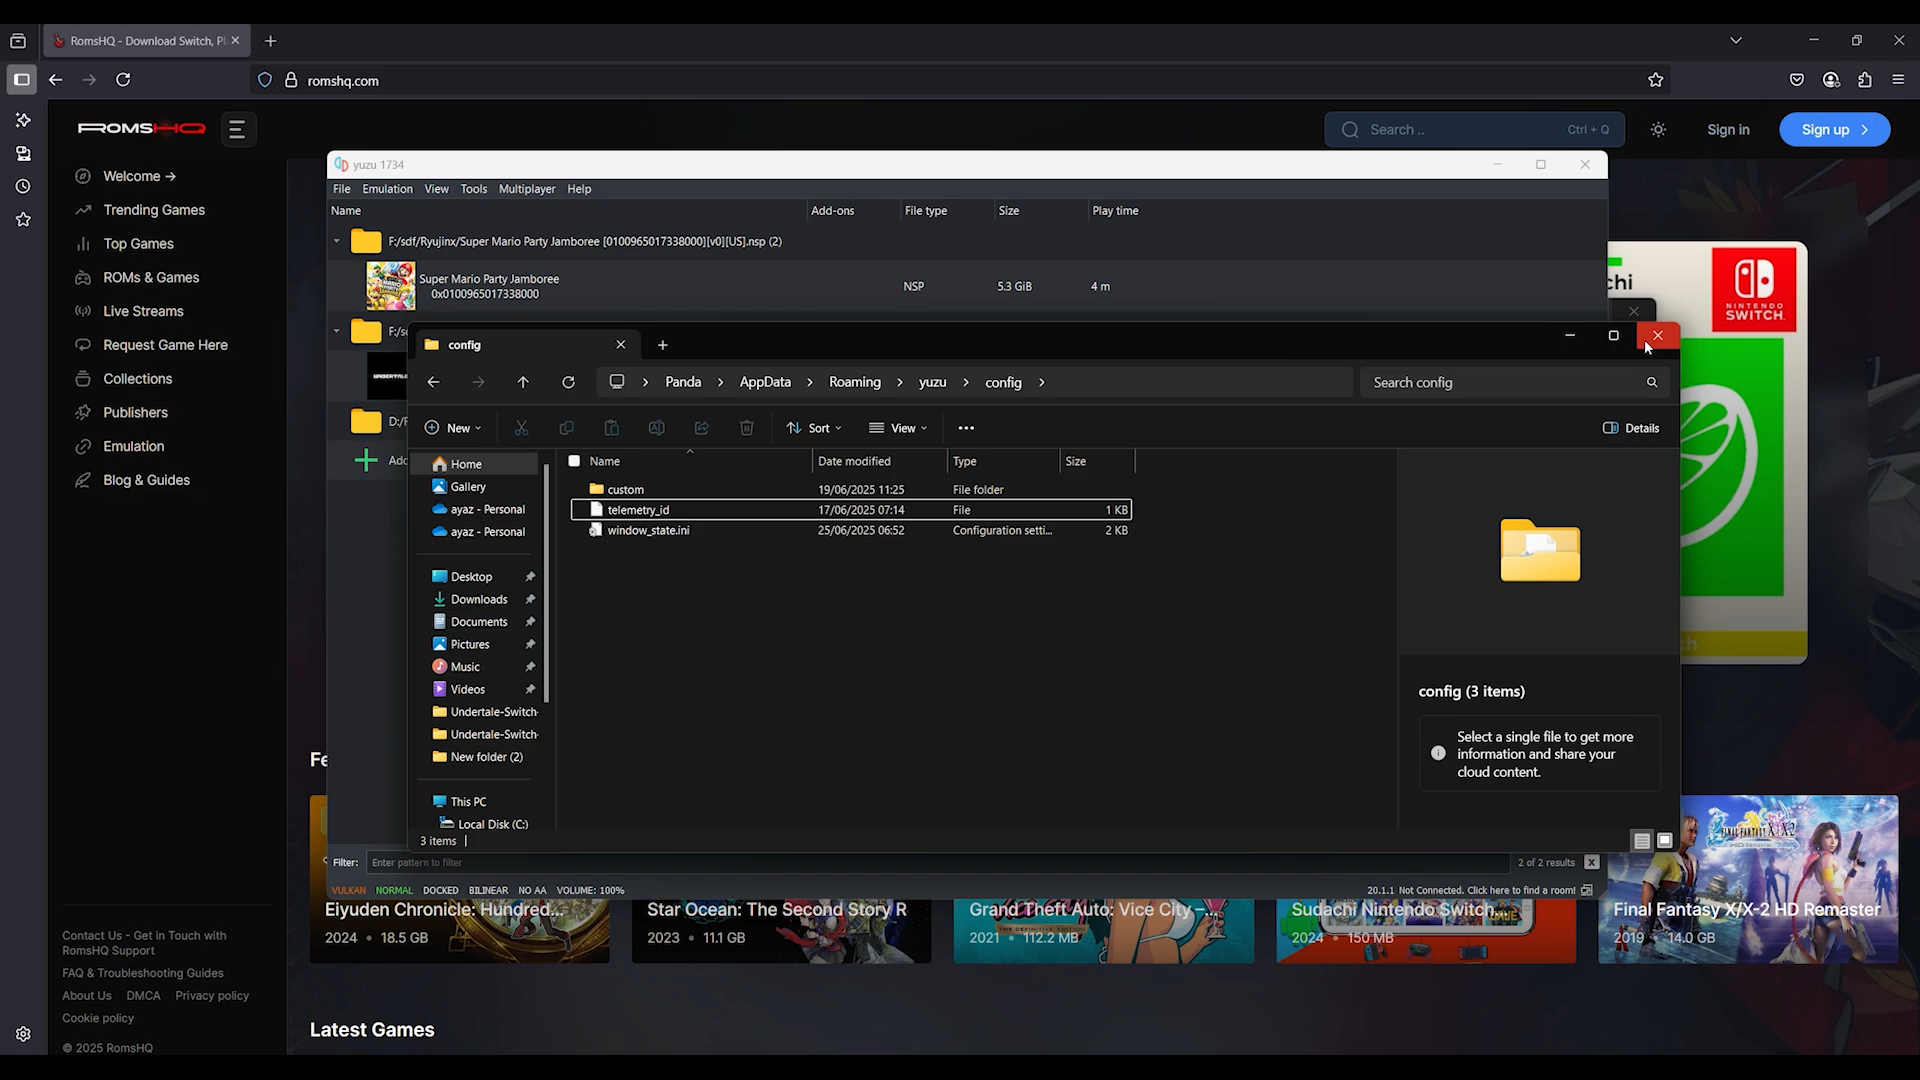 RomsHQ - Download Switch, Pl
romshq.com
ROMSHQ
Search ..
Ctrl + Q
Sign in
Sign up
Welcome →
Trending Games
Top Games
ROMs & Games
Live Streams
Request Game Here
Collections
Publishers
Emulation
Blog & Guides
Contact Us - Get in Touch with
RomsHQ Support
FAQ & Troubleshooting Guides
About Us DMCA Privacy policy
Cookie policy
© 2025 RomsHQ
yuzu 1734
File Emulation View Tools Multiplayer Help
Name Add-ons File type Size Play time
F:/sdf/Ryujinx/Super Mario Party Jamboree [0100965017338000][v0][US].nsp (2)
Super Mario Party Jamboree
0x0100965017338000
NSP 5.3 GiB 4 m
F:/s
UNDERTALE
D:/F
Add
chi
NINTENDO
SWITCH.
config
Panda > AppData > Roaming > yuzu > config >
Search config
New Sort View Details
Name Date modified Type Size
custom 19/06/2025 11:25 File folder
telemetry_id 17/06/2025 07:14 File 1 KB
window_state.ini 25/06/2025 06:52 Configuration setti... 2 KB
Home
Gallery
ayaz - Personal
ayaz - Personal
Desktop
Downloads
Documents
Pictures
Music
Videos
Undertale-Switch-
Undertale-Switch-
New folder (2)
This PC
Local Disk (C:)
config (3 items)
Select a single file to get more
information and share your
cloud content.
3 items
Filter: Enter pattern to filter
2 of 2 results X
VULKAN NORMAL DOCKED BILINEAR NO AA VOLUME: 100%
20.1.1 Not Connected. Click here to find a room!
Fe
Eiyuden Chronicle: Hundred...
2024 • 18.5 GB
Star Ocean: The Second Story R
2023 • 11.1 GB
Grand Theft Auto: Vice City –...
2021 • 112.2 MB
Sudachi Nintendo Switch...
2024 • 150 MB
FINAL FANTASY X|X-2
Final Fantasy X/X-2 HD Remaster
2019 • 14.0 GB
Latest Games